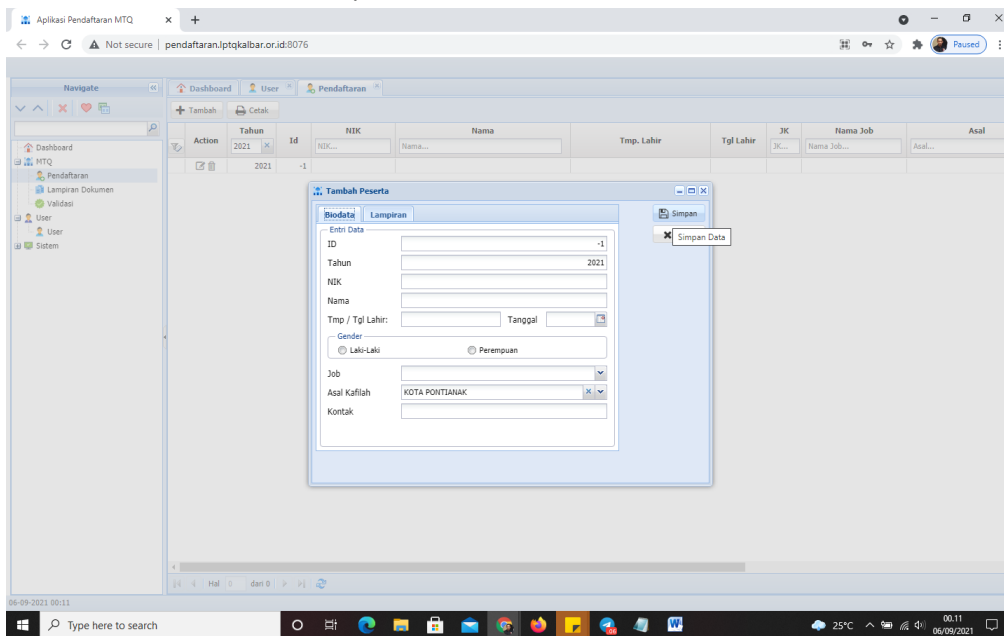 Aplikasi Pendaftaran MTQ
Not secure pendaftaran.lptqkalbar.or.id:8076 Paused
Navigate
Dashboard User Pendaftaran
Tambah Cetak
Action Tahun Id NIK Nama Tmp. Lahir Tgl Lahir JK Nama Job Asal
2021 NIK... Nama... JK... Nama Job... Asal...
2021 -1
Dashboard
MTQ
Pendaftaran
Lampiran Dokumen
Validasi
User
User
Sistem
Tambah Peserta
Biodata Lampiran
Simpan
Simpan Data
Entri Data
ID -1
Tahun 2021
NIK
Nama
Tmp / Tgl Lahir: Tanggal
Gender
Laki-Laki Perempuan
Job
Asal Kafilah KOTA PONTIANAK
Kontak
Hal dari 0
06-09-2021 00:11
Type here to search
25°C 00.11
06/09/2021